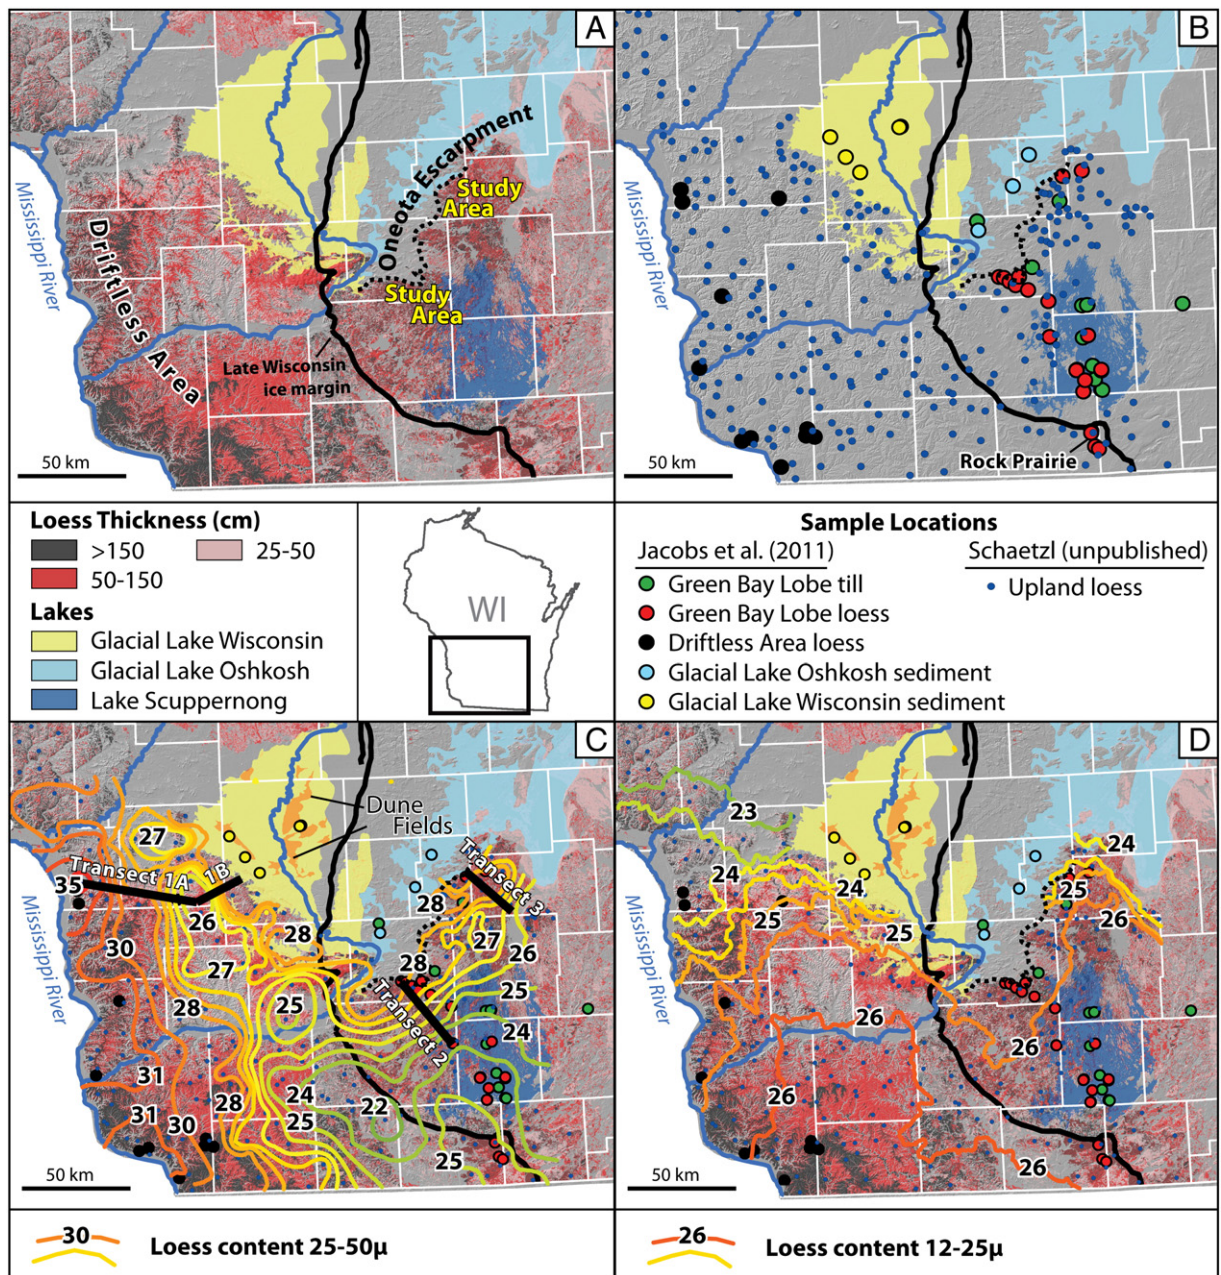 A
Oneota Escarpment
Study
Area
Mississippi River
Driftless Area
Study
Area
Late Wisconsin
ice margin
50 km
B
Mississippi River
Rock Prairie
50 km
Loess Thickness (cm)
>150
25-50
50-150
Lakes
Glacial Lake Wisconsin
Glacial Lake Oshkosh
Lake Scuppernong
WI
Sample Locations
Jacobs et al. (2011)
Schaetzl (unpublished)
Green Bay Lobe till
Upland loess
Green Bay Lobe loess
Driftless Area loess
Glacial Lake Oshkosh sediment
Glacial Lake Wisconsin sediment
C
Dune
Fields
27
Transect 1A
1B
Transect 3
35
28
26
28
27
26
30
27
28
25
28
25
Transect 2
24
31
28
24
22
31
30
25
25
Mississippi River
50 km
30
Loess content 25-50µ
D
23
24
24
24
25
25
25
26
26
26
26
26
Mississippi River
50 km
26
Loess content 12-25µ